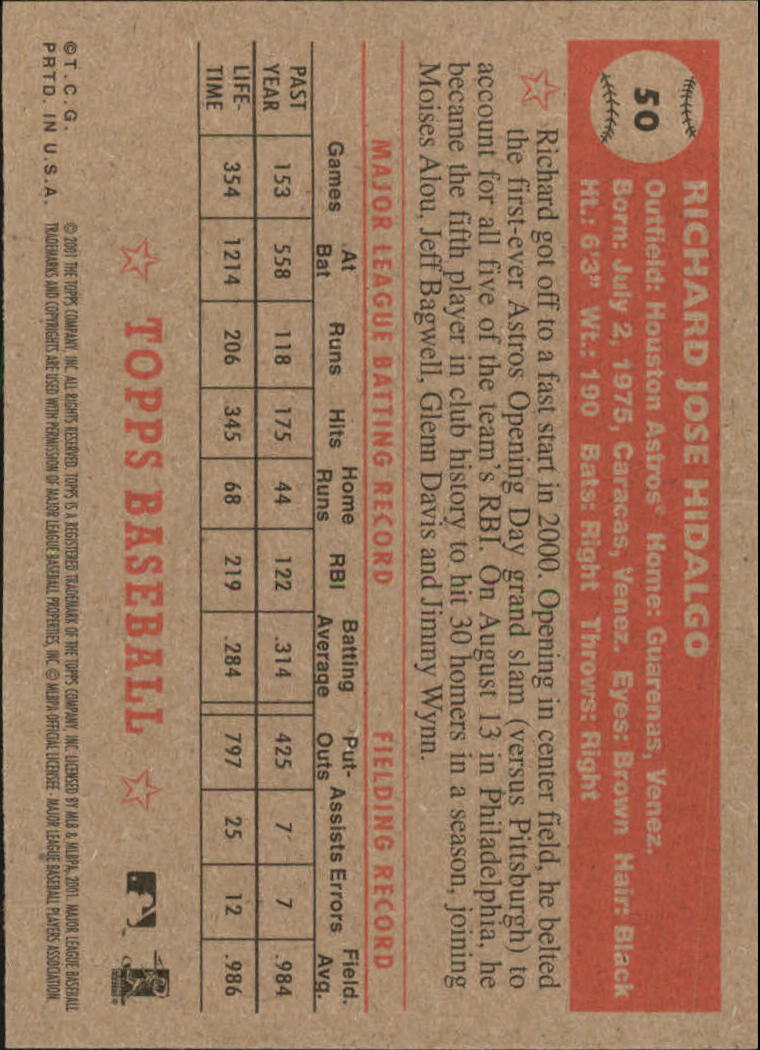 50
RICHARD JOSE HIDALGO
Outfield: Houston Astros® Home: Guarenas, Venez.
Born: July 2, 1975, Caracas, Venez. Eyes: Brown Hair: Black
Ht.: 6'3" Wt.: 190 Bats: Right Throws: Right
Richard got off to a fast start in 2000. Opening in center field, he belted
the first-ever Astros Opening Day grand slam (versus Pittsburgh) to
account for all five of the team's RBI. On August 13 in Philadelphia, he
became the fifth player in club history to hit 30 homers in a season, joining
Moises Alou, Jeff Bagwell, Glenn Davis and Jimmy Wynn.
MAJOR LEAGUE BATTING RECORD FIELDING RECORD
Games At Bat Runs Hits Home Runs RBI Batting Average Put-Outs Assists Errors Field. Avg.
PAST YEAR 153 558 118 175 44 122 .314 425 7 7 .984
LIFE-TIME 354 1214 206 345 68 219 .284 797 25 12 .986
TOPPS BASEBALL
©T.C.G. © 2001 THE TOPPS COMPANY, INC. ALL RIGHTS RESERVED. TOPPS IS A REGISTERED TRADEMARK OF THE TOPPS COMPANY, INC. LICENSED BY MLB & MLBPA, 2001. MAJOR LEAGUE BASEBALL
PRTD. IN U.S.A. TRADEMARKS AND COPYRIGHTS ARE USED WITH PERMISSION OF MAJOR LEAGUE BASEBALL PROPERTIES, INC. © MLBPA OFFICIAL LICENSEE - MAJOR LEAGUE BASEBALL PLAYERS ASSOCIATION.